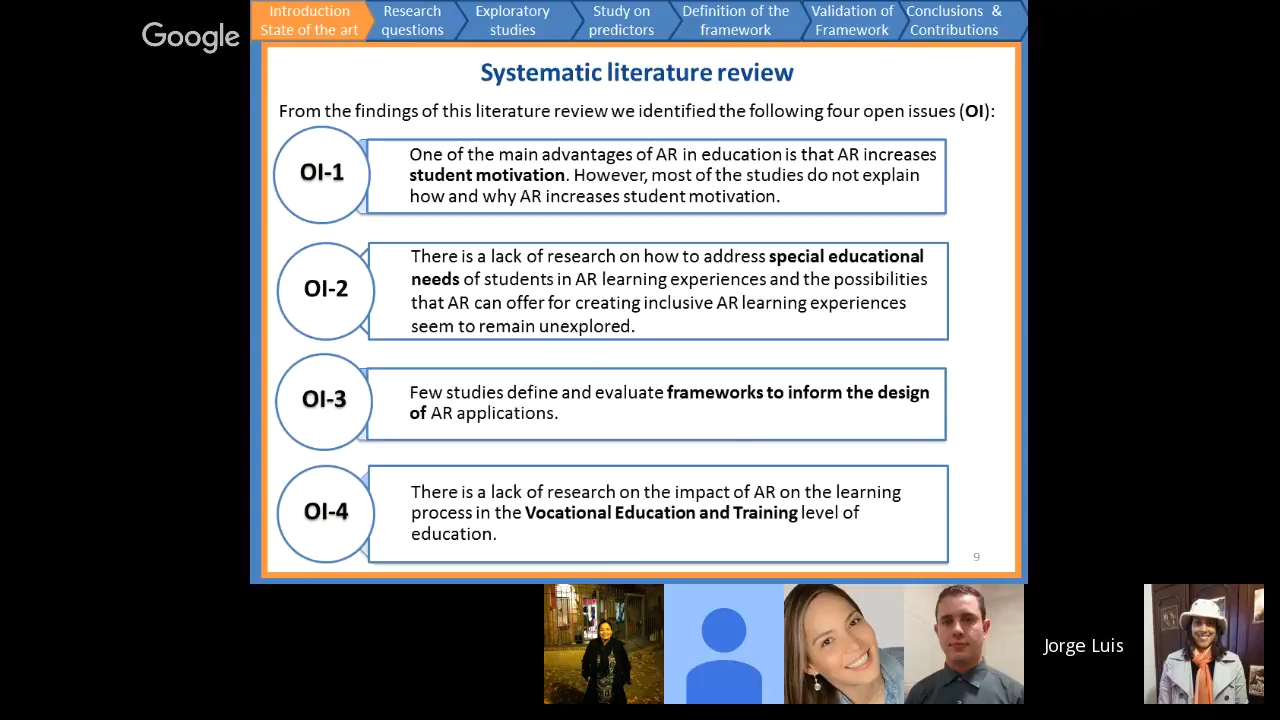 Google
Introduction
State of the art
Research
questions
Exploratory
studies
Study on
predictors
Definition of the
framework
Validation of
Framework
Conclusions &
Contributions
Systematic literature review
From the findings of this literature review we identified the following four open issues (OI):
OI-1
One of the main advantages of AR in education is that AR increases
student motivation. However, most of the studies do not explain
how and why AR increases student motivation.
OI-2
There is a lack of research on how to address special educational
needs of students in AR learning experiences and the possibilities
that AR can offer for creating inclusive AR learning experiences
seem to remain unexplored.
OI-3
Few studies define and evaluate frameworks to inform the design
of AR applications.
OI-4
There is a lack of research on the impact of AR on the learning
process in the Vocational Education and Training level of
education.
9
Jorge Luis